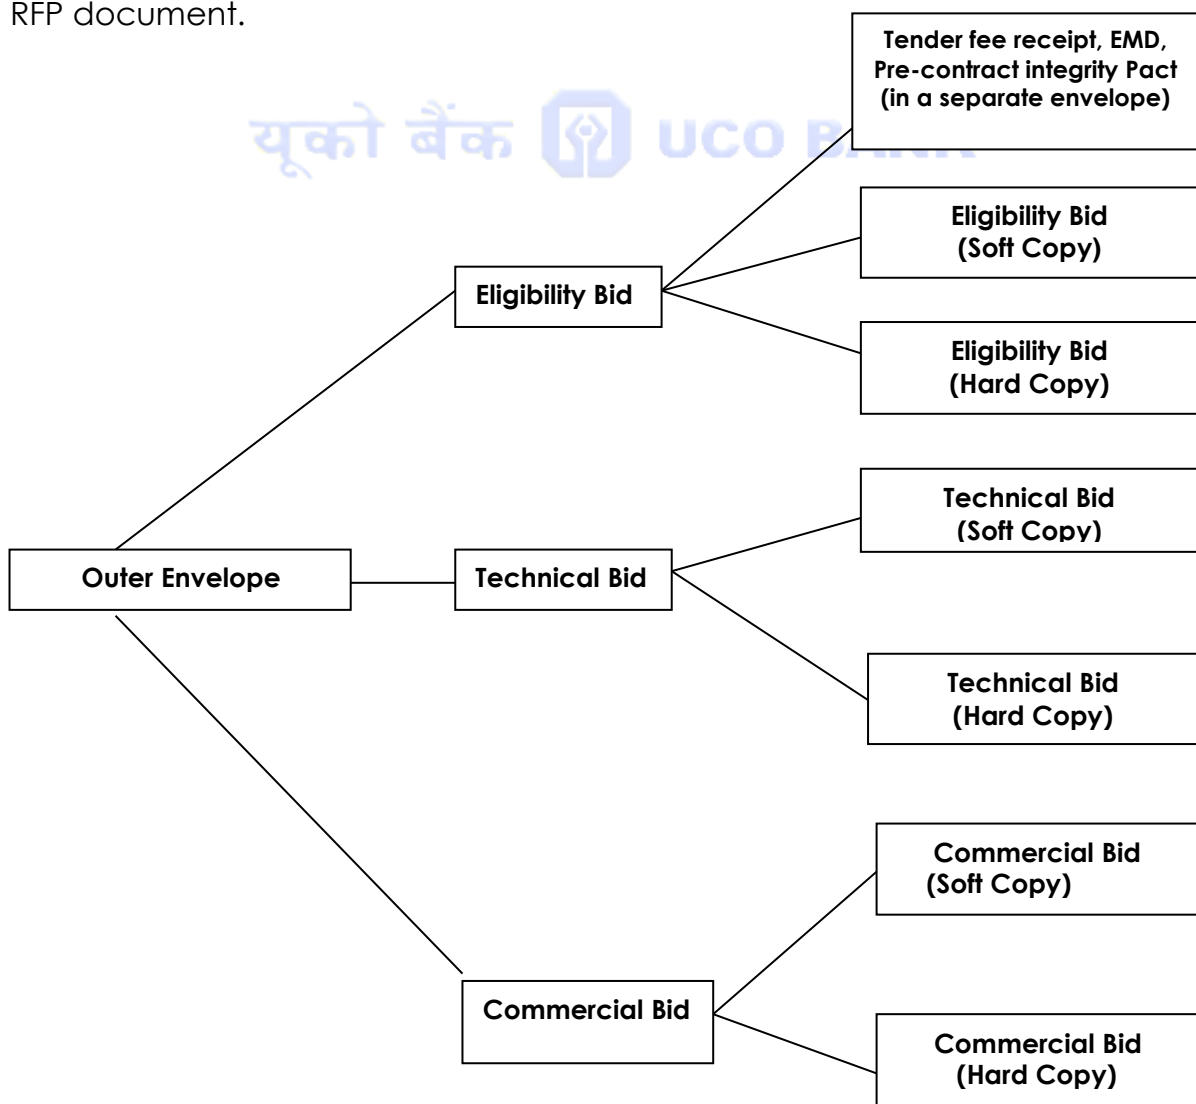 RFP document.
Tender fee receipt, EMD,
Pre-contract integrity Pact
(in a separate envelope)
यूको बैंक UCO BANK
Eligibility Bid
(Soft Copy)
Eligibility Bid
Eligibility Bid
(Hard Copy)
Technical Bid
(Soft Copy)
Outer Envelope
Technical Bid
Technical Bid
(Hard Copy)
Commercial Bid
(Soft Copy)
Commercial Bid
Commercial Bid
(Hard Copy)